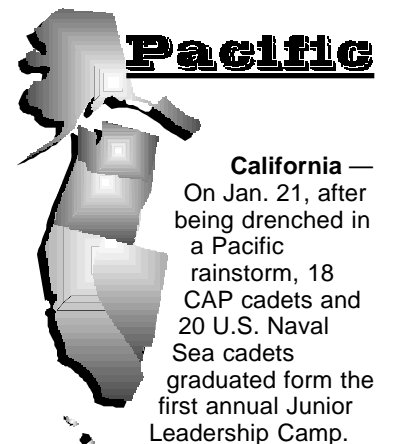 Pacific
California —
On Jan. 21, after
being drenched in
a Pacific
rainstorm, 18
CAP cadets and
20 U.S. Naval
Sea cadets
graduated form the
first annual Junior
Leadership Camp.